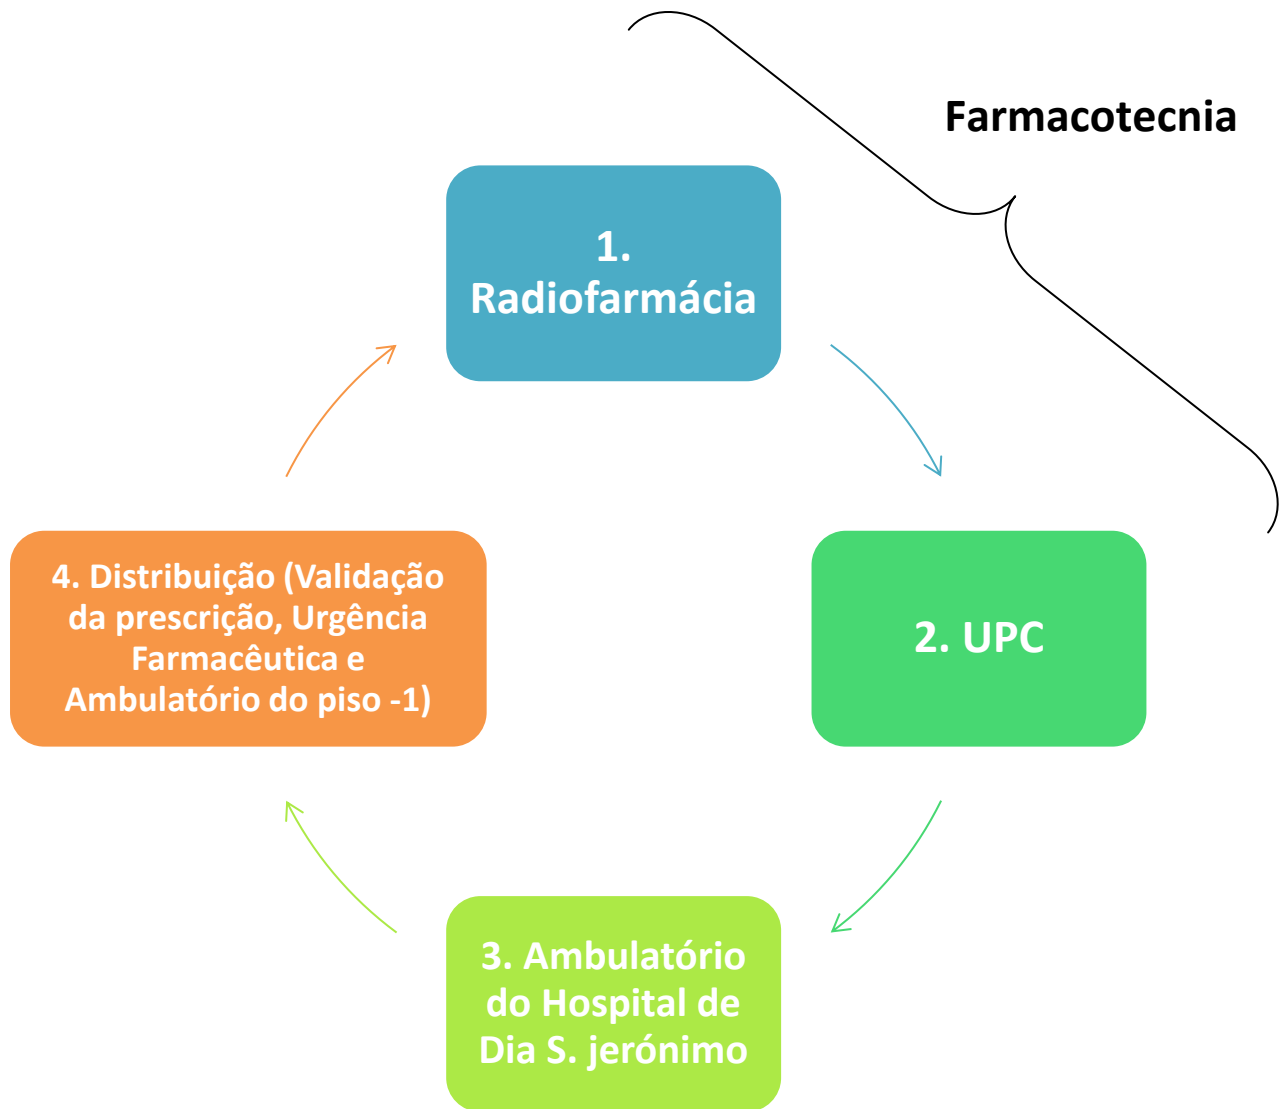 Farmacotecnia
1.
Radiofarmácia
2. UPC
3. Ambulatório
do Hospital de
Dia S. jerónimo
4. Distribuição (Validação
da prescrição, Urgência
Farmacêutica e
Ambulatório do piso -1)